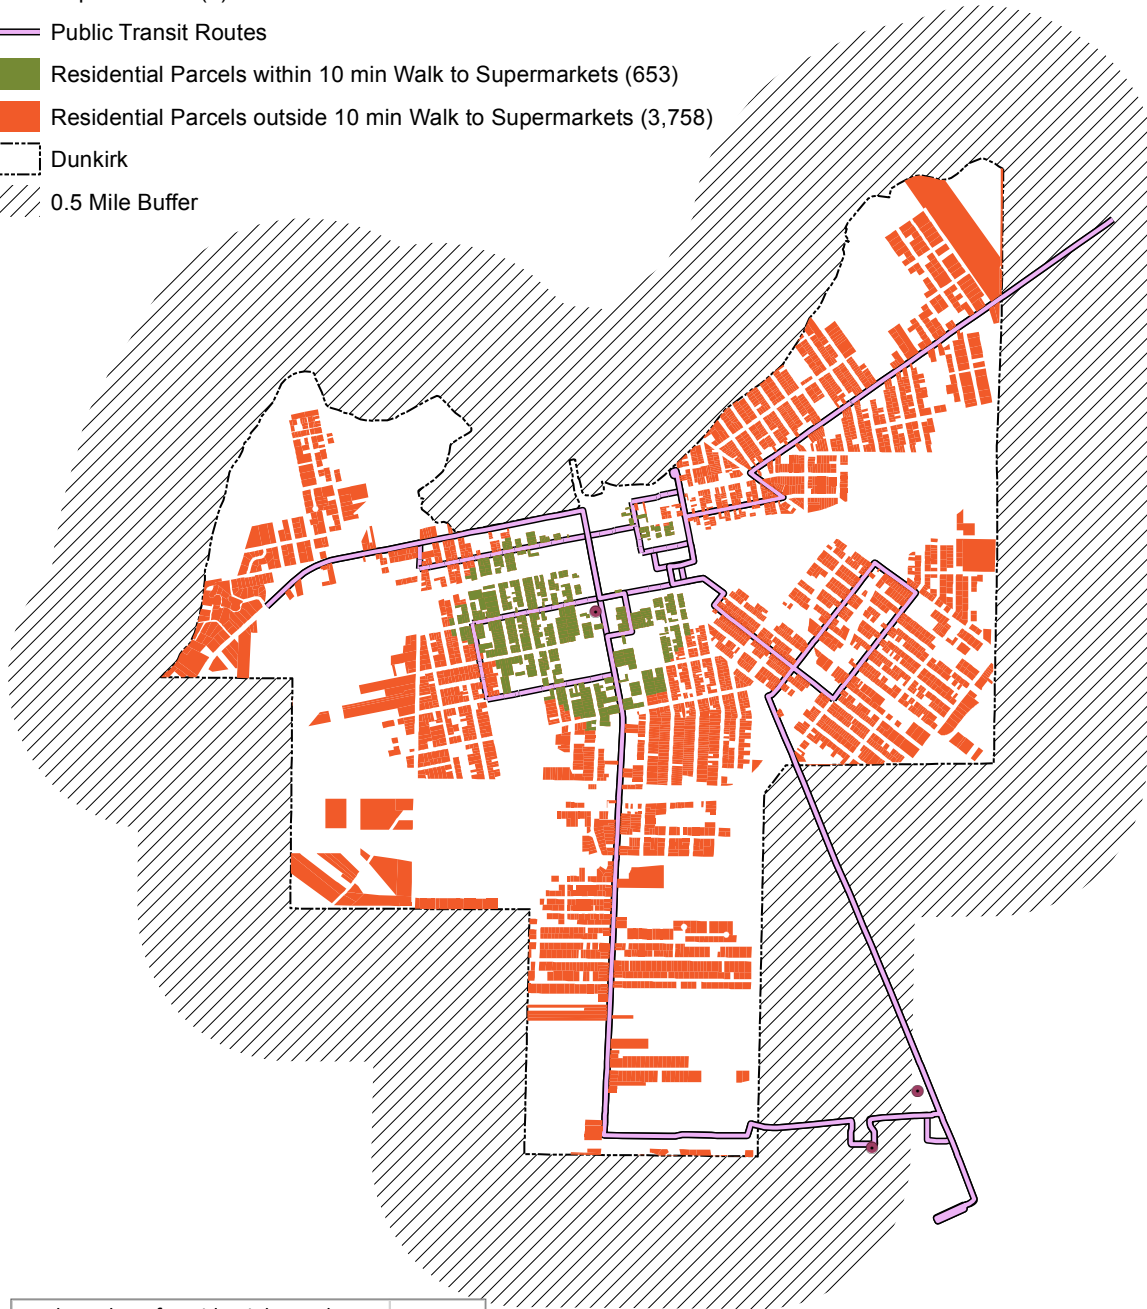 Public Transit Routes
Residential Parcels within 10 min Walk to Supermarkets (653)
Residential Parcels outside 10 min Walk to Supermarkets (3,758)
Dunkirk
0.5 Mile Buffer